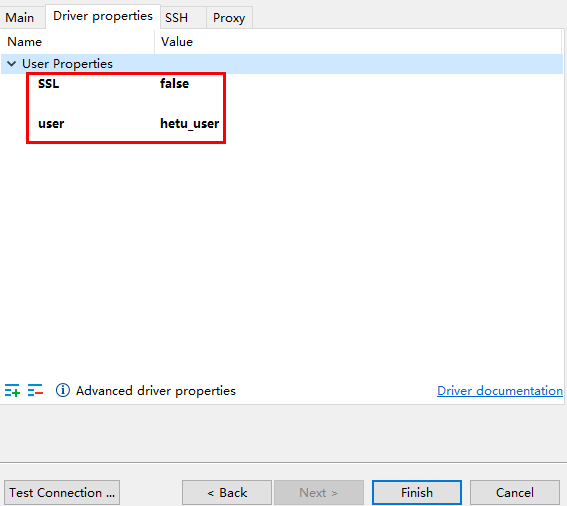 Main Driver properties SSH Proxy
Name Value
User Properties
SSL false
user hetu_user
Advanced driver properties Driver documentation
Test Connection ... < Back Next > Finish Cancel